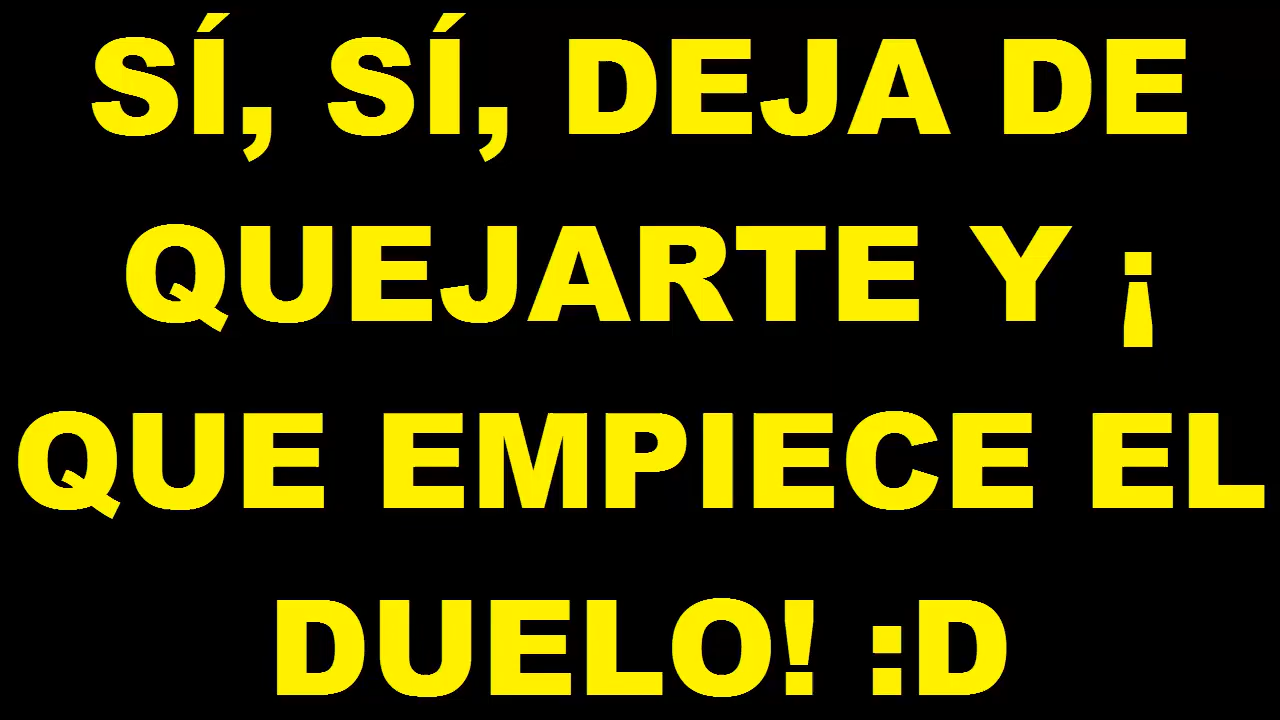 SÍ, SÍ, DEJA DE
QUEJARTE Y ¡
QUE EMPIECE EL
DUELO! :D